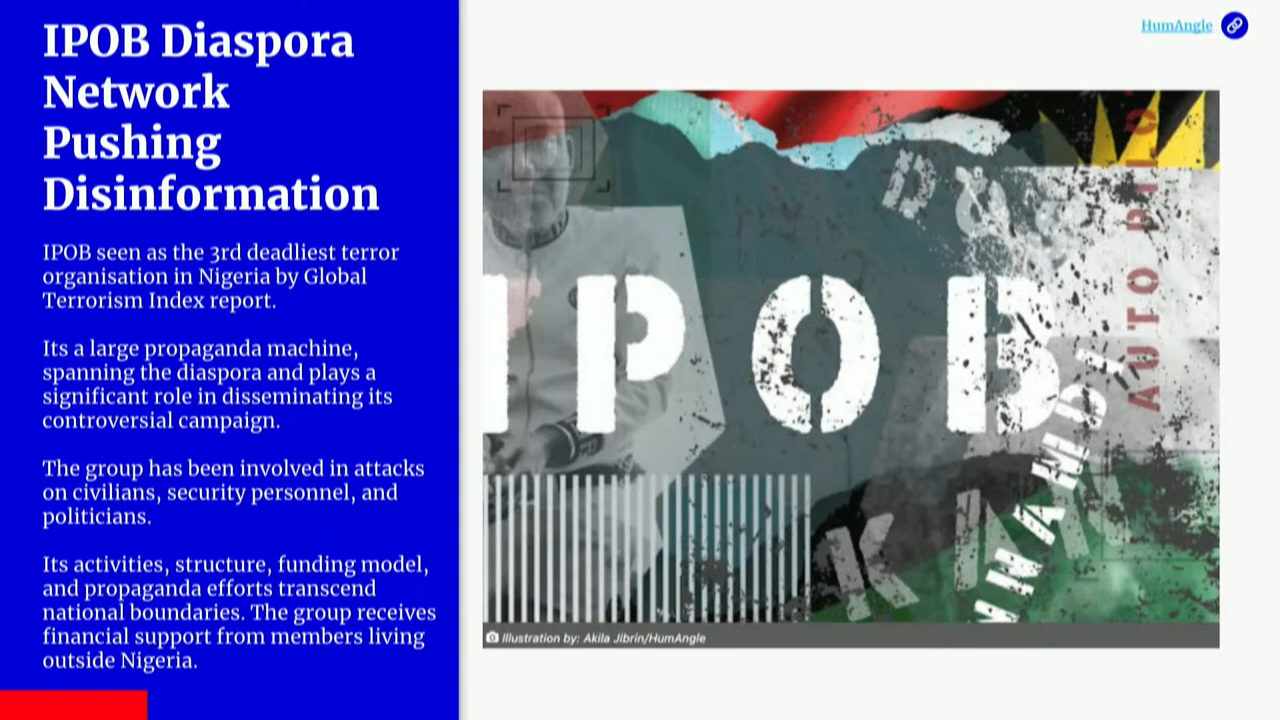 IPOB Diaspora
Network
Pushing
Disinformation
IPOB seen as the 3rd deadliest terror
organisation in Nigeria by Global
Terrorism Index report.
Its a large propaganda machine,
spanning the diaspora and plays a
significant role in disseminating its
controversial campaign.
The group has been involved in attacks
on civilians, security personnel, and
politicians.
Its activities, structure, funding model,
and propaganda efforts transcend
national boundaries. The group receives
financial support from members living
outside Nigeria.
HumAngle
IPOB
AUTO PILO
KANU
NNAMDI
Illustration by: Akila Jibrin/HumAngle